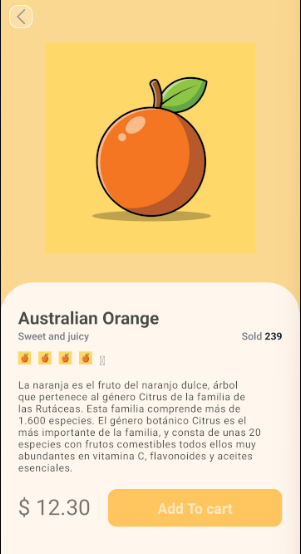 Australian Orange
Sweet and juicy
Sold 239
La naranja es el fruto del naranjo dulce, árbol
que pertenece al género Citrus de la familia de
las Rutáceas. Esta familia comprende más de
1.600 especies. El género botánico Citrus es el
más importante de la familia, y consta de unas 20
especies con frutos comestibles todos ellos muy
abundantes en vitamina C, flavonoides y aceites
esenciales.
$ 12.30
Add To cart